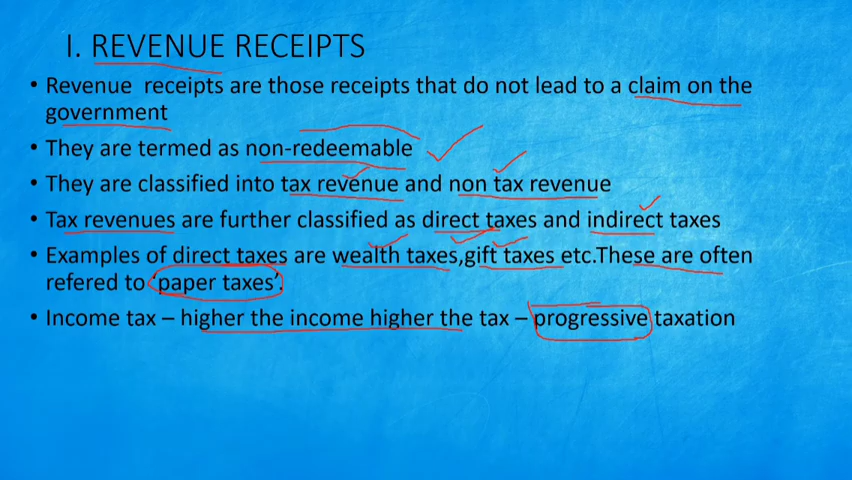 I. REVENUE RECEIPTS
• Revenue receipts are those receipts that do not lead to a claim on the
government
• They are termed as non-redeemable
• They are classified into tax revenue and non tax revenue
• Tax revenues are further classified as direct taxes and indirect taxes
• Examples of direct taxes are wealth taxes,gift taxes etc.These are often
refered to ‘paper taxes’.
• Income tax – higher the income higher the tax – progressive taxation